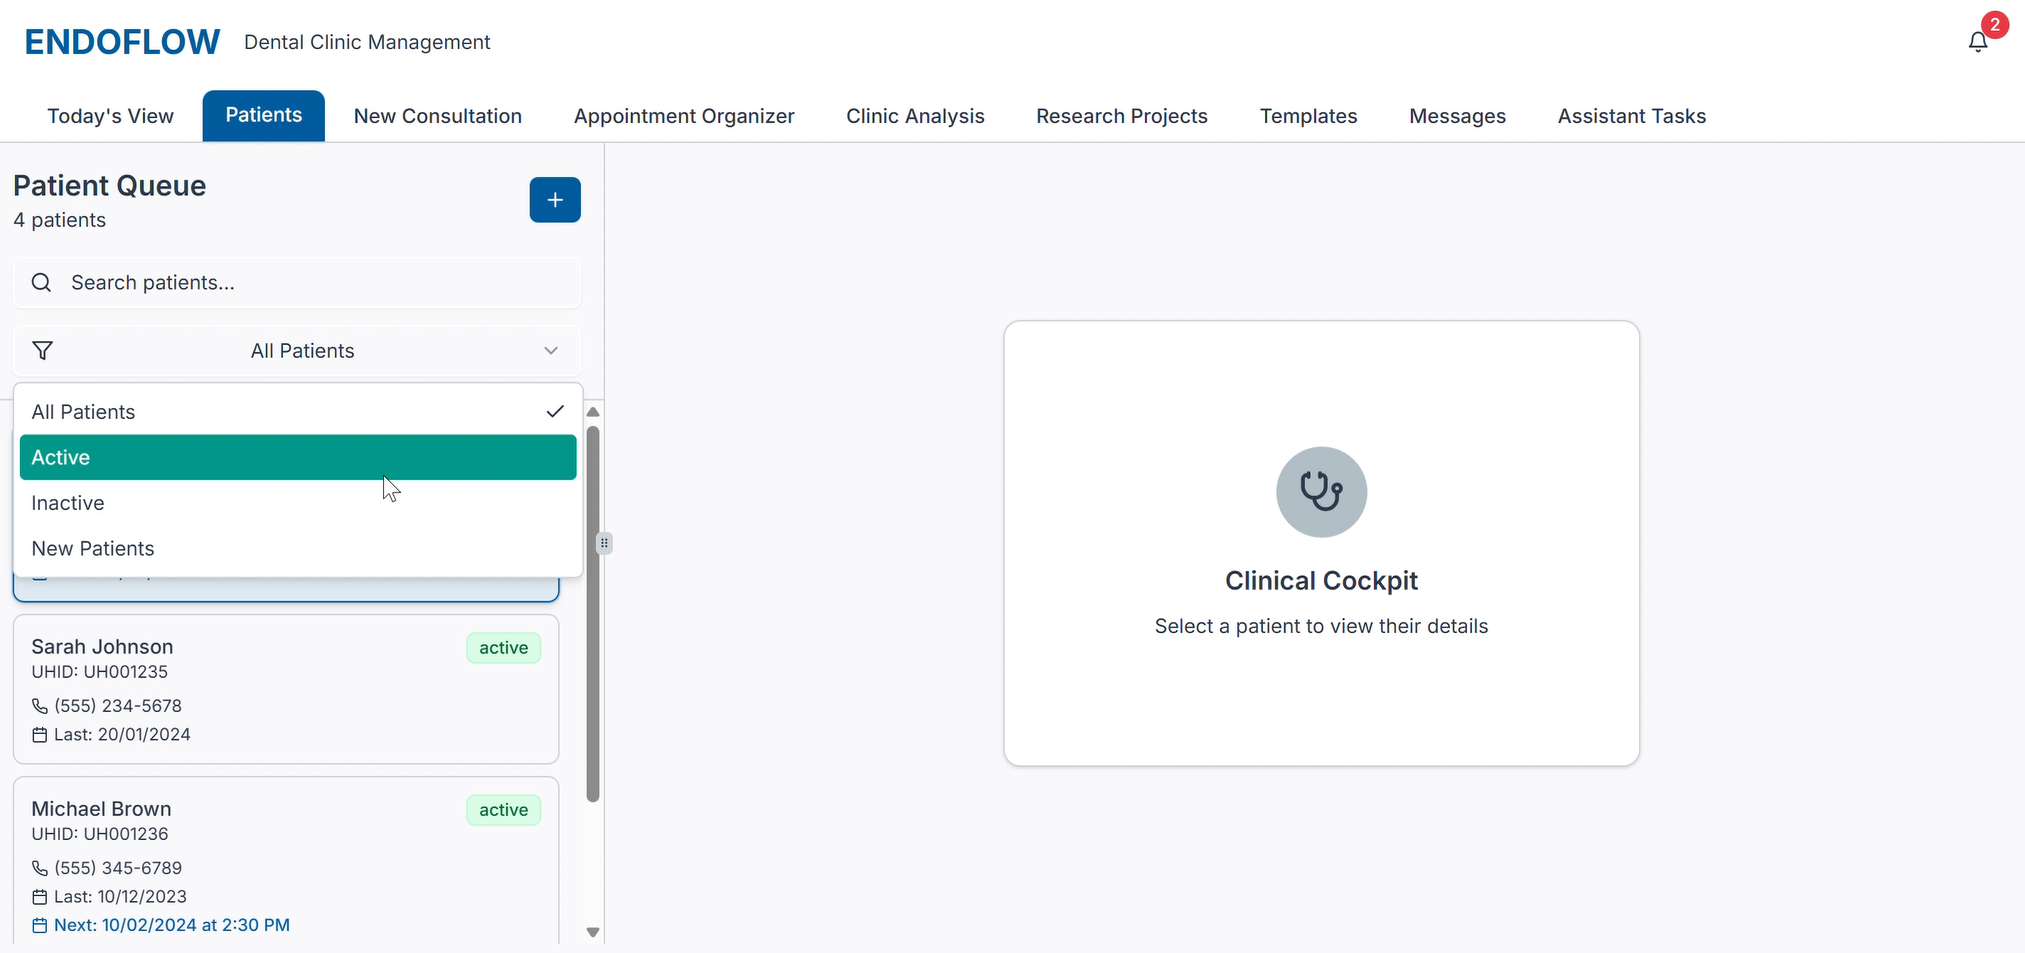 ENDOFLOW
Dental Clinic Management
2
Today's View
Patients
New Consultation
Appointment Organizer
Clinic Analysis
Research Projects
Templates
Messages
Assistant Tasks
Patient Queue
4 patients
+
Search patients...
All Patients
All Patients
Active
Inactive
New Patients
Sarah Johnson
active
UHID: UH001235
(555) 234-5678
Last: 20/01/2024
Michael Brown
active
UHID: UH001236
(555) 345-6789
Last: 10/12/2023
Next: 10/02/2024 at 2:30 PM
Clinical Cockpit
Select a patient to view their details